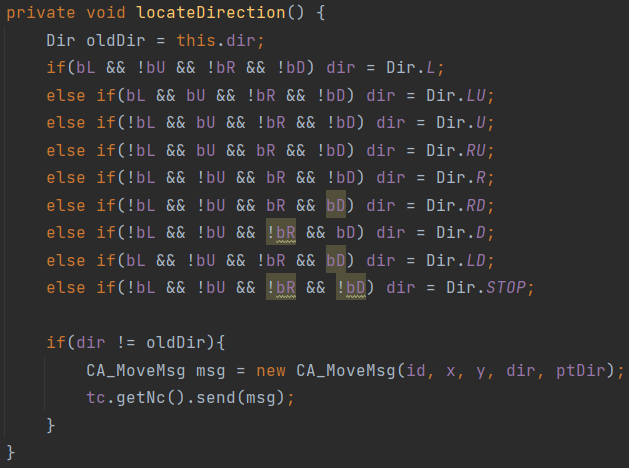 private void locateDirection() {
    Dir oldDir = this.dir;
    if(bL && !bU && !bR && !bD) dir = Dir.L;
    else if(bL && bU && !bR && !bD) dir = Dir.LU;
    else if(!bL && bU && !bR && !bD) dir = Dir.U;
    else if(!bL && bU && bR && !bD) dir = Dir.RU;
    else if(!bL && !bU && bR && !bD) dir = Dir.R;
    else if(!bL && !bU && bR && bD) dir = Dir.RD;
    else if(!bL && !bU && !bR && bD) dir = Dir.D;
    else if(bL && !bU && !bR && bD) dir = Dir.LD;
    else if(!bL && !bU && !bR && !bD) dir = Dir.STOP;
    if(dir != oldDir){
        CA_MoveMsg msg = new CA_MoveMsg(id, x, y, dir, ptDir);
        tc.getNc().send(msg);
    }
}